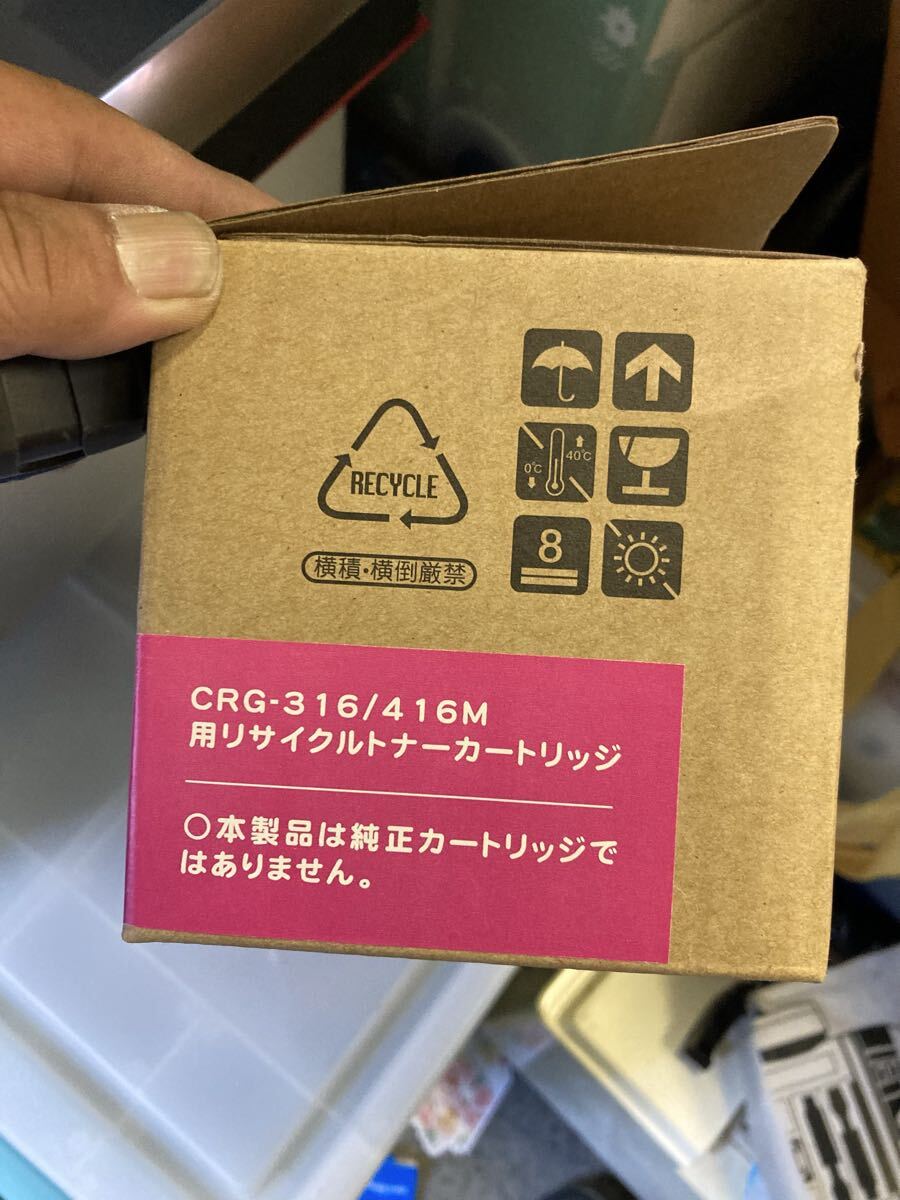 RECYCLE
0℃
40℃
8
横積・横倒厳禁
CRG-316/416M
用リサイクルトナーカートリッジ
○本製品は純正カートリッジで
はありません。